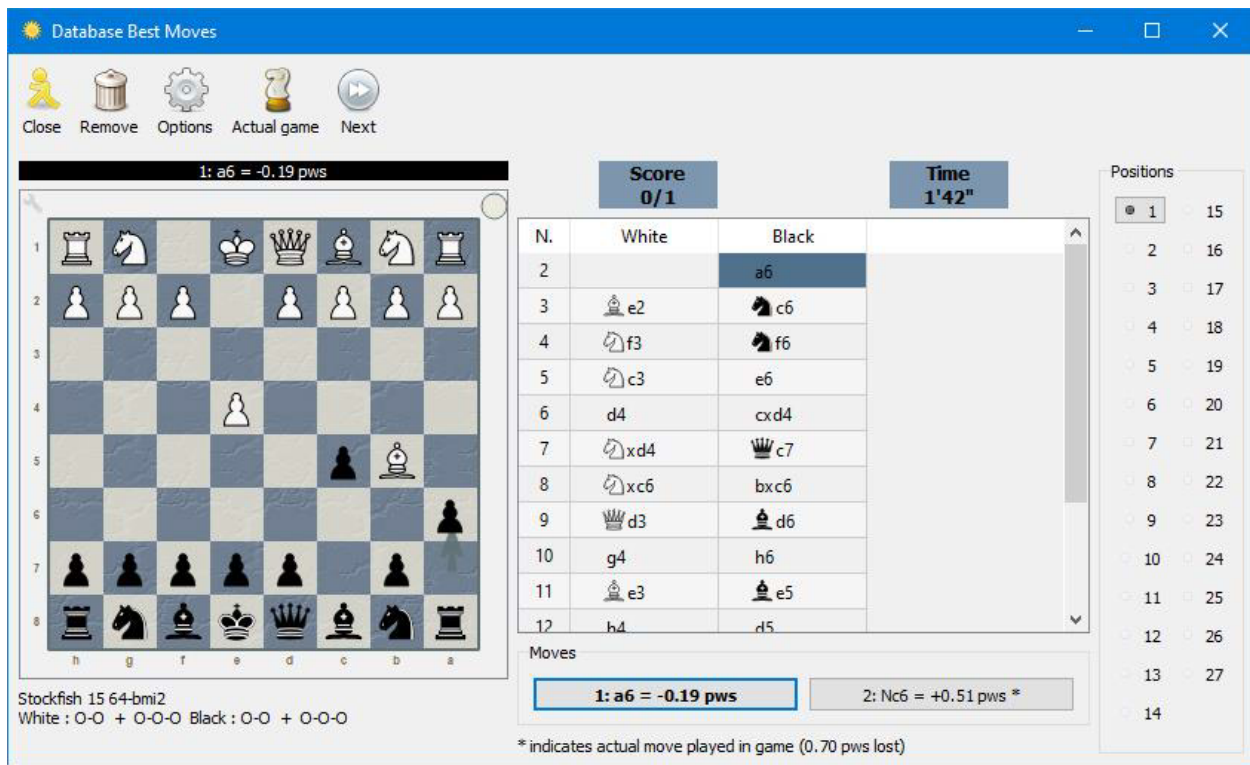 Database Best Moves
Close Remove Options Actual game Next
1: a6 = -0.19 pws
Score
0/1
Time
1'42"
Positions
1
2
3
4
5
6
7
8
h g f e d c b a
N. White Black
2 a6
3 e2 c6
4 f3 f6
5 c3 e6
6 d4 cxd4
7 xd4 c7
8 xc6 bxc6
9 d3 d6
10 g4 h6
11 e3 e5
12 h4 d5
Moves
1: a6 = -0.19 pws 2: Nc6 = +0.51 pws *
* indicates actual move played in game (0.70 pws lost)
Stockfish 15 64-bmi2
White : O-O + O-O-O Black : O-O + O-O-O
1 15
2 16
3 17
4 18
5 19
6 20
7 21
8 22
9 23
10 24
11 25
12 26
13 27
14